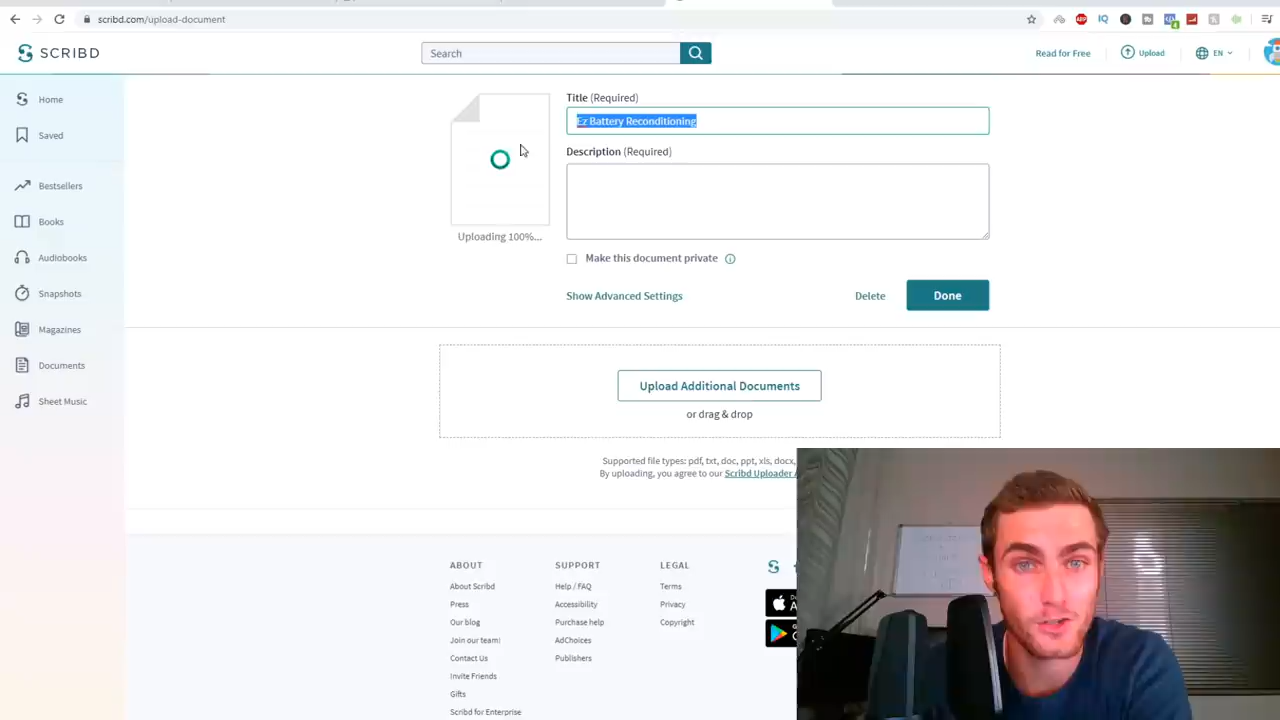 scribd.com/upload-document
ABP
IQ
4
SCRIBD
Search
Read for Free
Upload
EN
Home
Saved
Bestsellers
Books
Audiobooks
Snapshots
Magazines
Documents
Sheet Music
Uploading 100%...
Title (Required)
Ez Battery Reconditioning
Description (Required)
Make this document private
Show Advanced Settings
Delete
Done
Upload Additional Documents
or drag & drop
Supported file types: pdf, txt, doc, ppt, xls, docx,
By uploading, you agree to our Scribd Uploader
ABOUT
About Scribd
Press
Our blog
Join our team!
Contact Us
Invite Friends
Gifts
Scribd for Enterprise
SUPPORT
Help / FAQ
Accessibility
Purchase help
AdChoices
Publishers
LEGAL
Terms
Privacy
Copyright